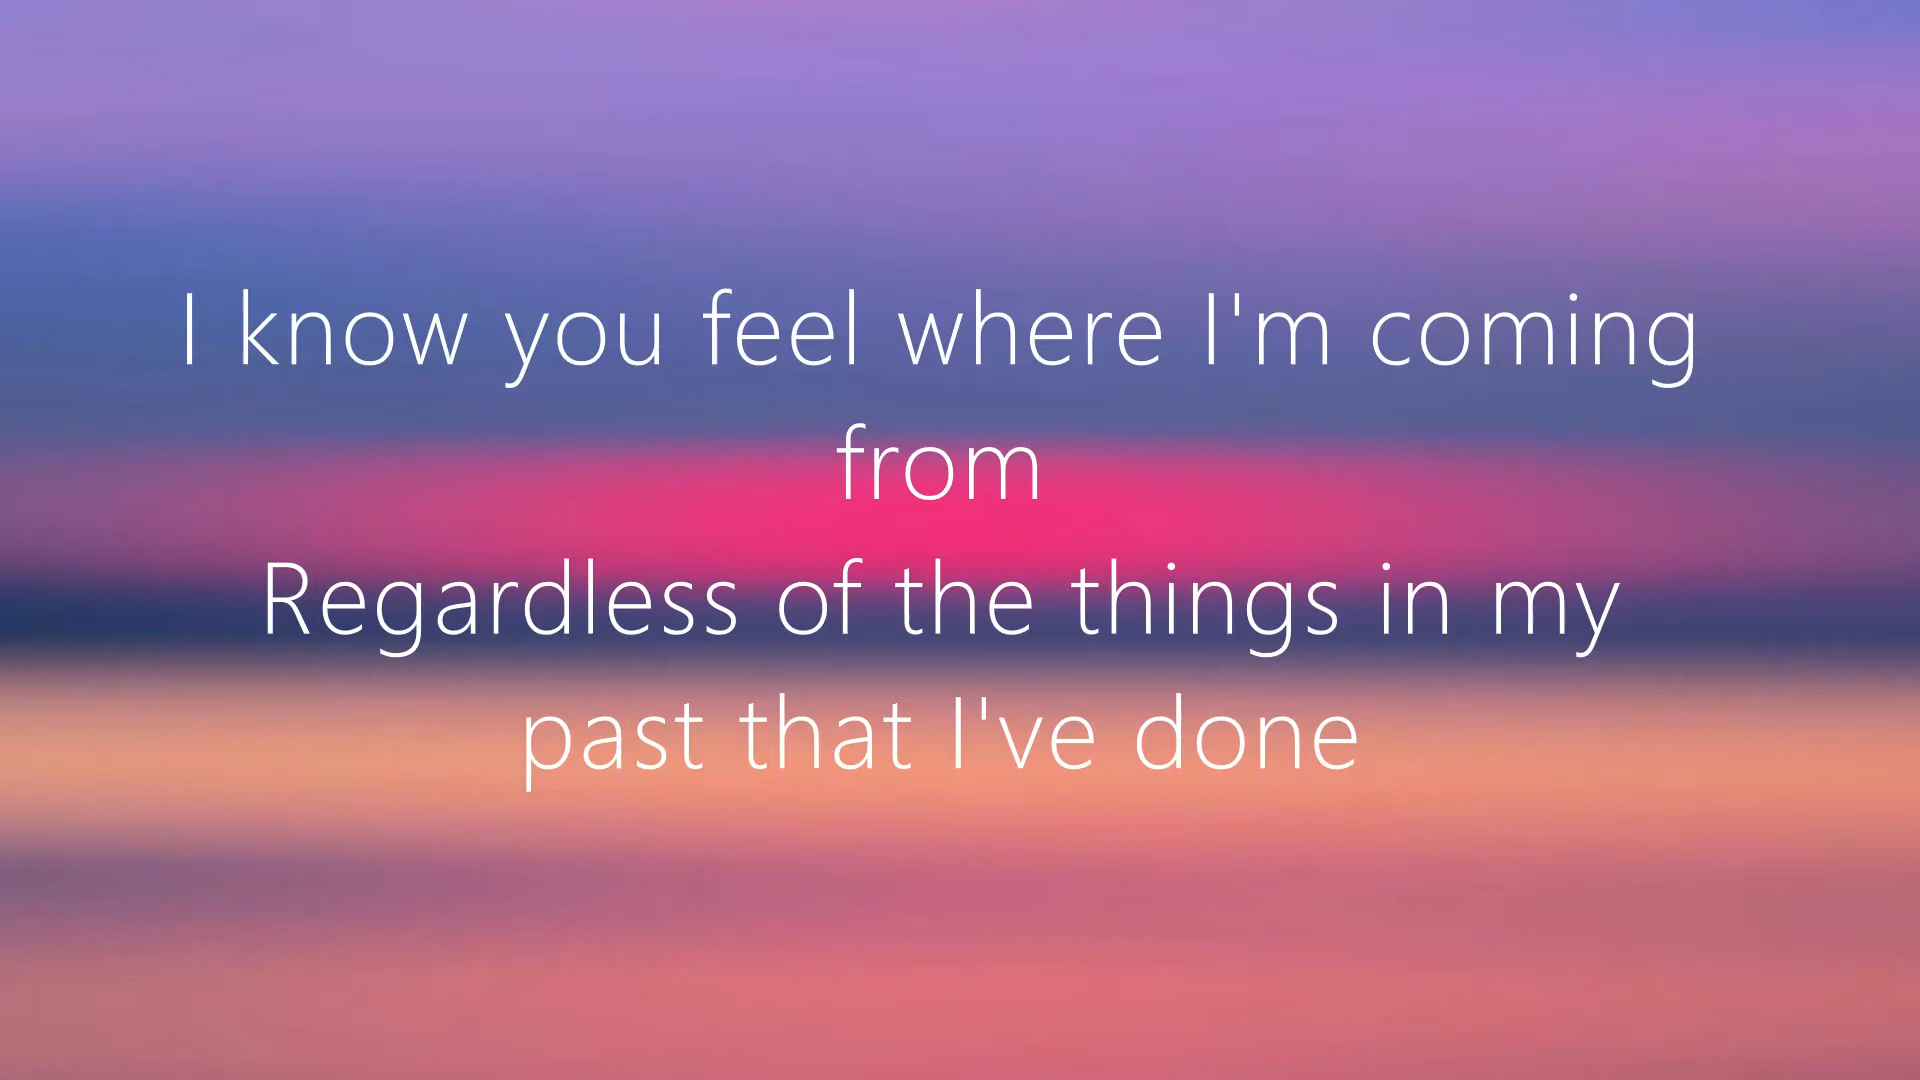 I know you feel where I'm coming
from
Regardless of the things in my
past that I've done